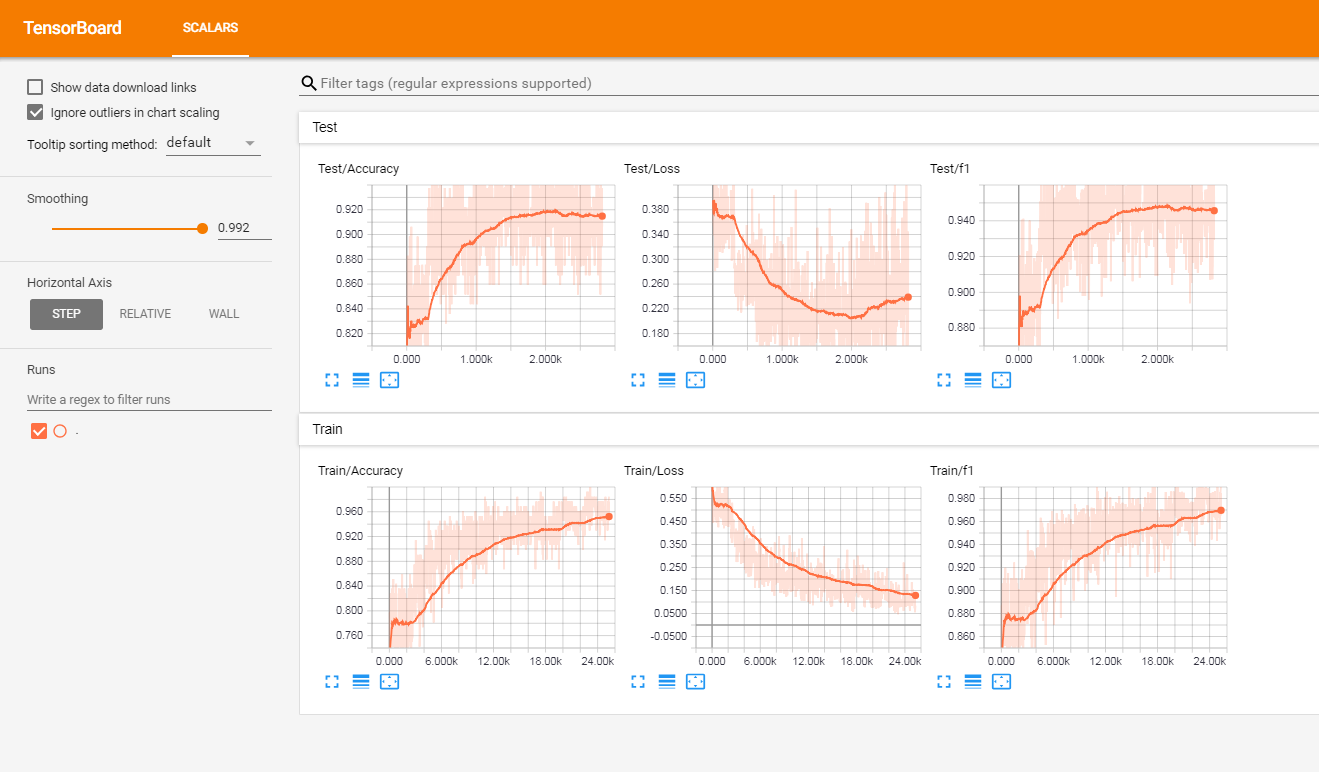 TensorBoard SCALARS
Show data download links
Ignore outliers in chart scaling
Tooltip sorting method: default
Smoothing
0.992
Horizontal Axis
STEP RELATIVE WALL
Runs
Write a regex to filter runs
.
Filter tags (regular expressions supported)
Test
Test/Accuracy
0.920
0.900
0.880
0.860
0.840
0.820
0.000 1.000k 2.000k
Test/Loss
0.380
0.340
0.300
0.260
0.220
0.180
0.000 1.000k 2.000k
Test/f1
0.940
0.920
0.900
0.880
0.000 1.000k 2.000k
Train
Train/Accuracy
0.960
0.920
0.880
0.840
0.800
0.760
0.000 6.000k 12.00k 18.00k 24.00k
Train/Loss
0.550
0.450
0.350
0.250
0.150
0.0500
-0.0500
0.000 6.000k 12.00k 18.00k 24.00k
Train/f1
0.980
0.960
0.940
0.920
0.900
0.880
0.860
0.000 6.000k 12.00k 18.00k 24.00k